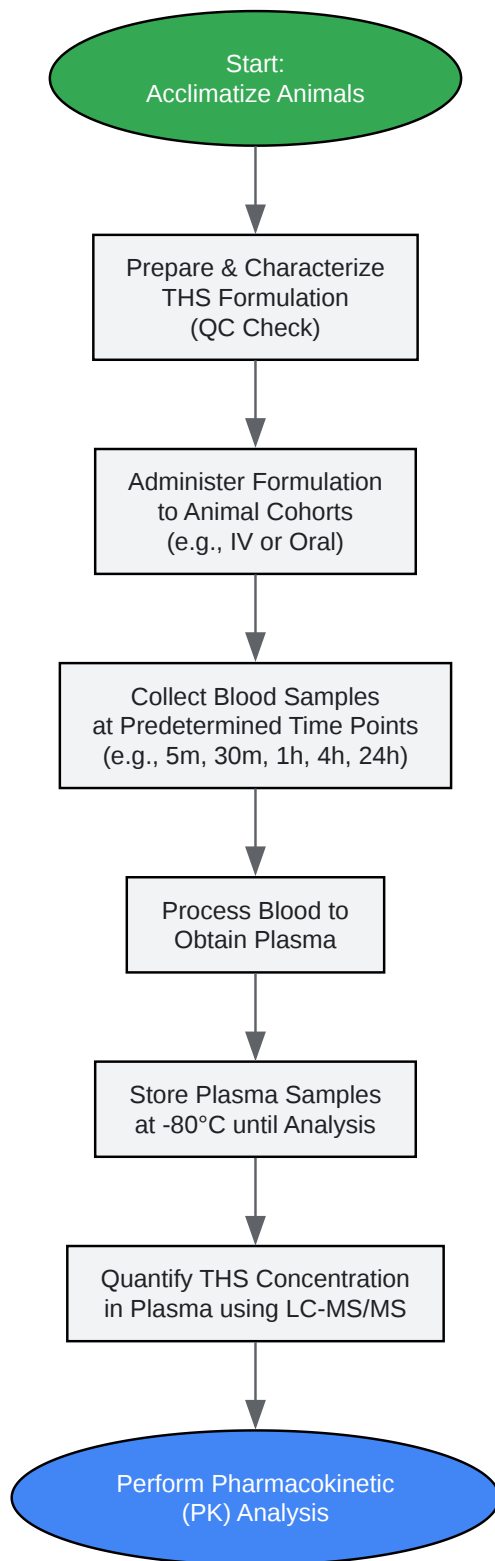 Start:
Acclimatize Animals
Prepare & Characterize
THS Formulation
(QC Check)
Administer Formulation
to Animal Cohorts
(e.g., IV or Oral)
Collect Blood Samples
at Predetermined Time Points
(e.g., 5m, 30m, 1h, 4h, 24h)
Process Blood to
Obtain Plasma
Store Plasma Samples
at -80°C until Analysis
Quantify THS Concentration
in Plasma using LC-MS/MS
Perform Pharmacokinetic
(PK) Analysis